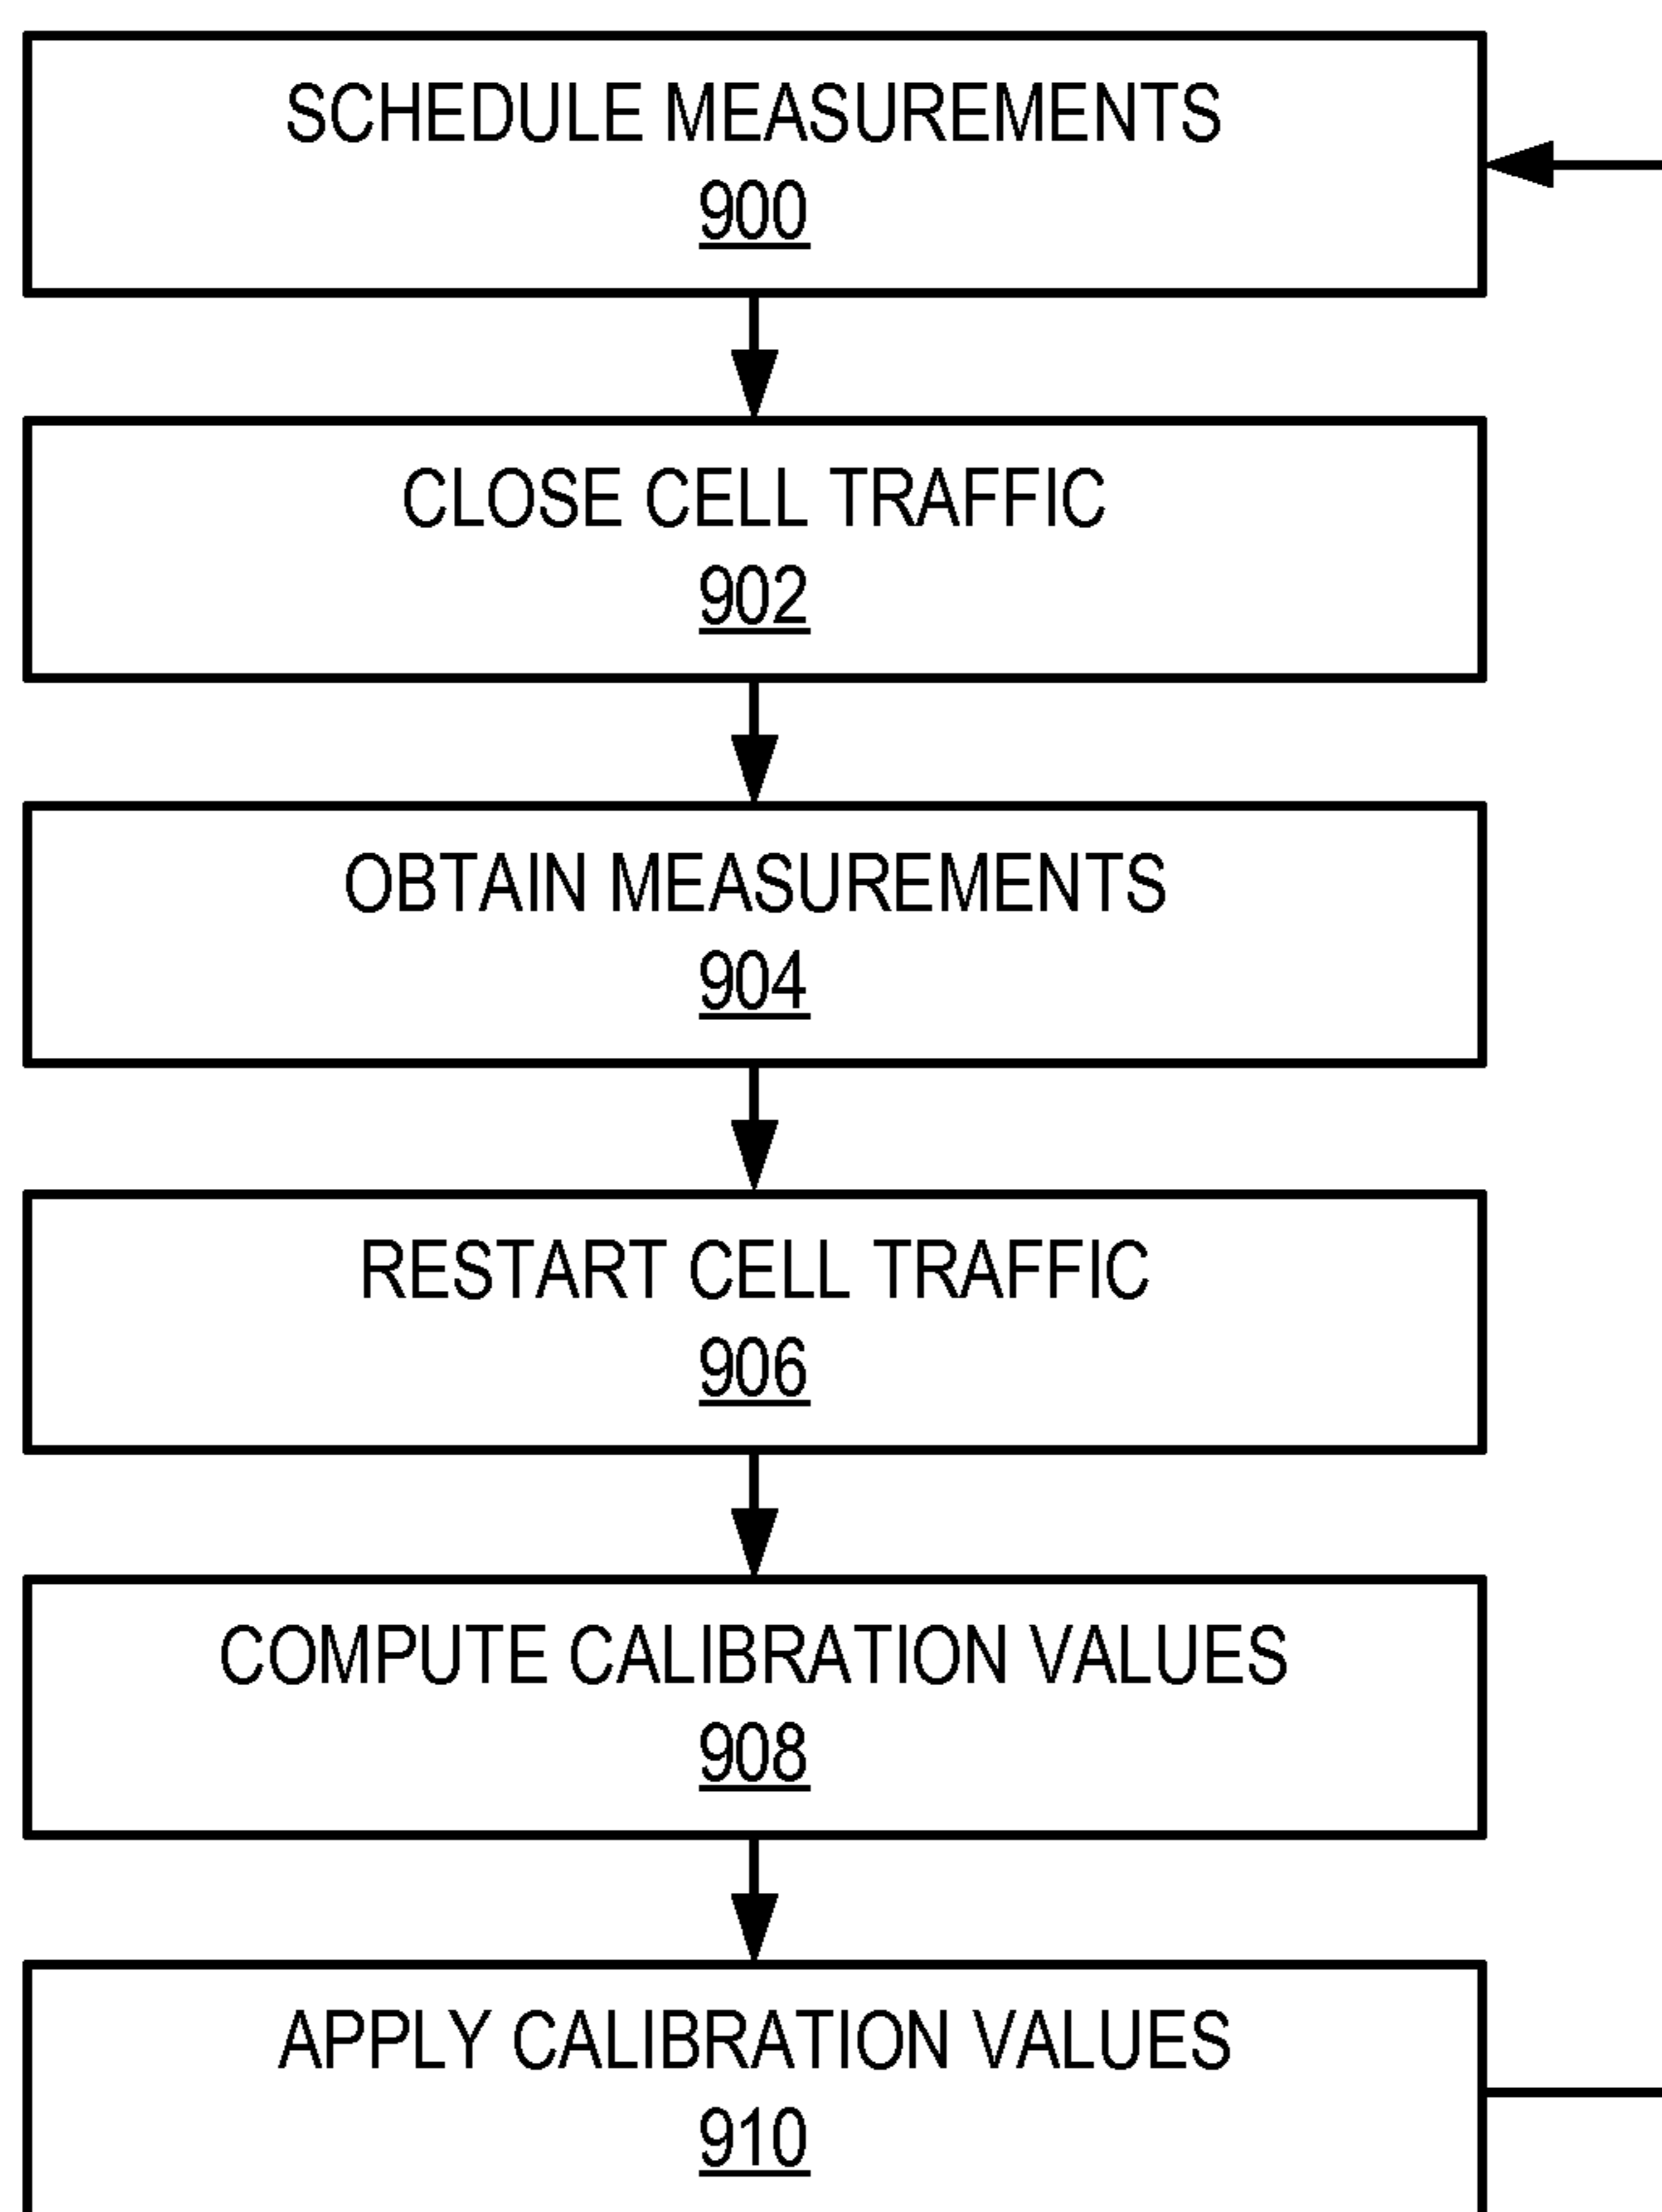 SCHEDULE MEASUREMENTS
900
CLOSE CELL TRAFFIC
902
OBTAIN MEASUREMENTS
904
RESTART CELL TRAFFIC
906
COMPUTE CALIBRATION VALUES
908
APPLY CALIBRATION VALUES
910